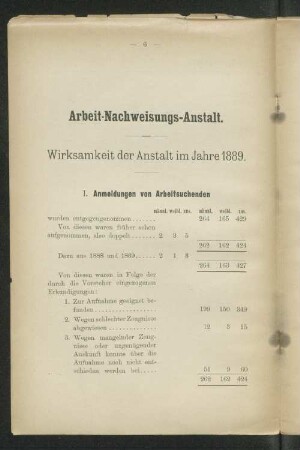 — 4 —
Arbeit-Nachweisungs-Anstalt.
Wirksamkeit der Anstalt im Jahre 1889.
I. Anmeldungen von Arbeitsuchenden
männl. weibl. zus. männl. weibl. zus.
wurden entgegengenommen . . . . . . 264 165 429
Von diesen waren früher schon
aufgenommen, also doppelt . . 2 3 5
262 162 424
Dazu aus 1888 und 1889 . . . . . 2 1 3
264 163 427
Von diesen waren in Folge der
durch die Vorsteher eingezogenen
Erkundigungen:
1. Zur Aufnahme geeignet be-
funden . . . . . . . . . . 199 150 349
2. Wegen schlechter Zeugnisse
abgewiesen . . . . . . . . 12 3 15
3. Wegen mangelnder Zeug-
nisse oder ungenügender
Auskunft konnte über die
Aufnahme noch nicht ent-
schieden werden bei . . . . 51 9 60